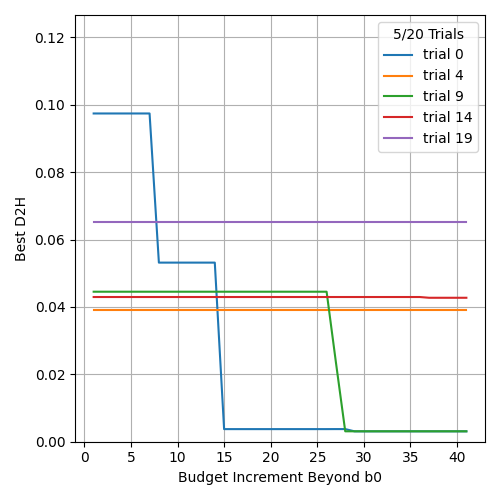 5/20 Trials
trial 0
trial 4
trial 9
trial 14
trial 19
Best D2H
0.12
0.10
0.08
0.06
0.04
0.02
0.00
0 5 10 15 20 25 30 35 40
Budget Increment Beyond b0